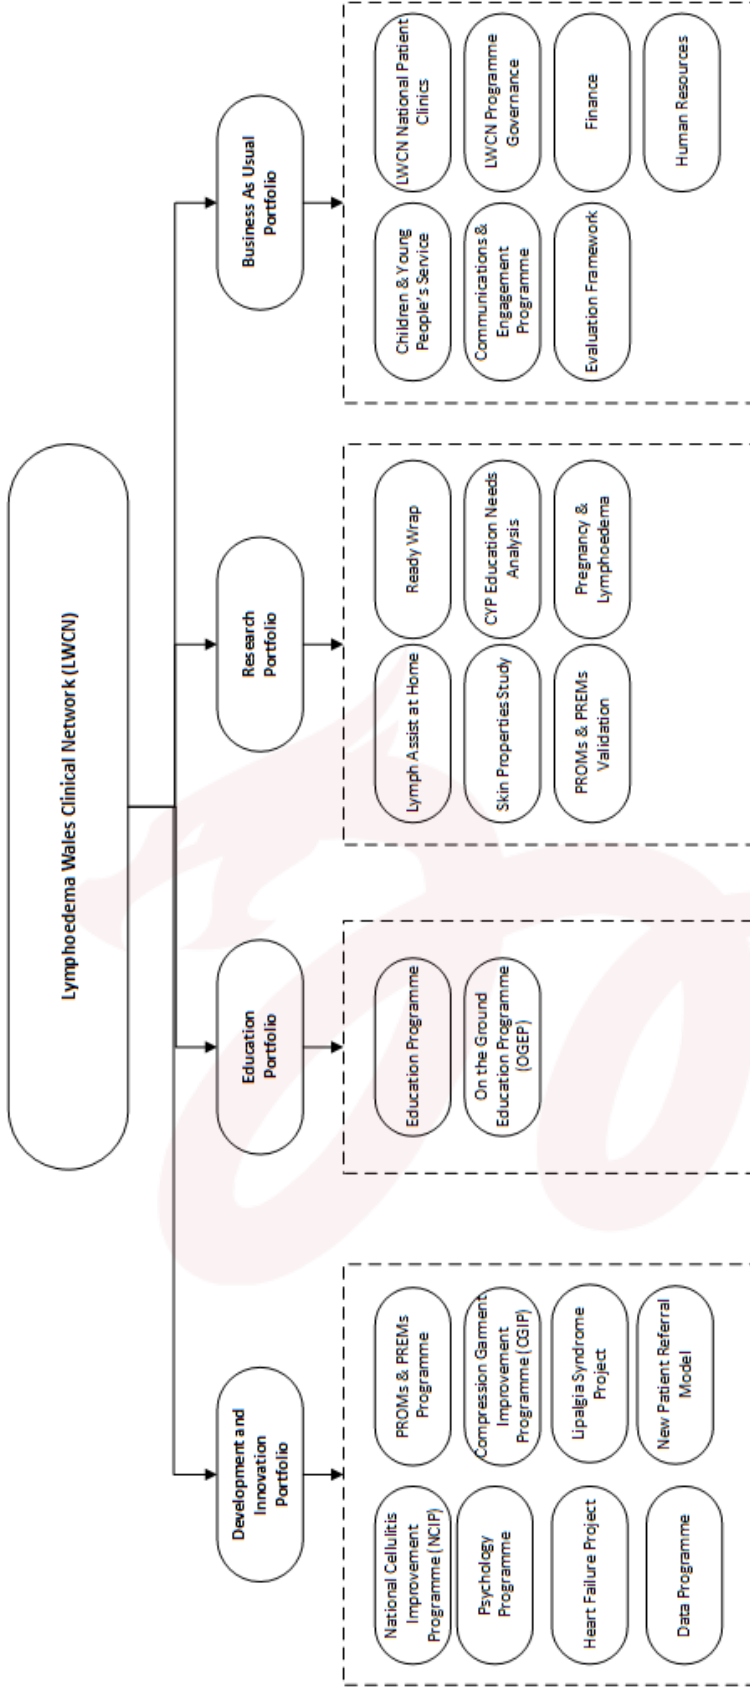 Lymphoedema Wales Clinical Network (LWCN)
Development and
Innovation
Portfolio
Education
Portfolio
Research
Portfolio
Business As Usual
Portfolio
National Cellulitis
Improvement
Programme (NCIP)
PROMs & PREMs
Programme
Psychology
Programme
Compression Garment
Improvement
Programme (CGIP)
Heart Failure Project
Lipalgia Syndrome
Project
Data Programme
New Patient Referral
Model
Education Programme
On the Ground
Education Programme
(OGEP)
Lymph Assist at Home
Ready Wrap
Skin Properties Study
CYP Education Needs
Analysis
PROMs & PREMs
Validation
Pregnancy &
Lymphoedema
Children & Young
People's Service
LWCN National Patient
Clinics
Communications &
Engagement
Programme
LWCN Programme
Governance
Evaluation Framework
Finance
Human Resources